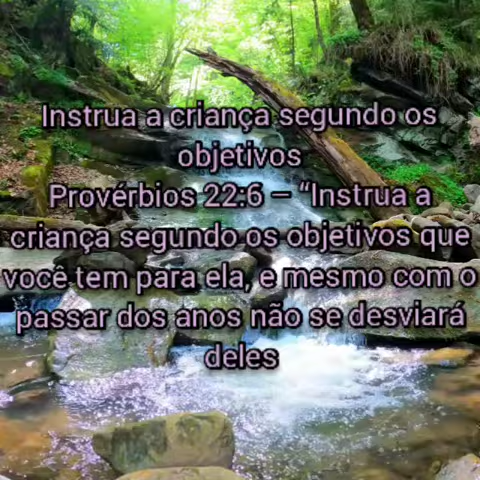 Instrua a criança segundo os
objetivos
Provérbios 22:6 – “Instrua a
criança segundo os objetivos que
você tem para ela, e mesmo com o
passar dos anos não se desviará
deles